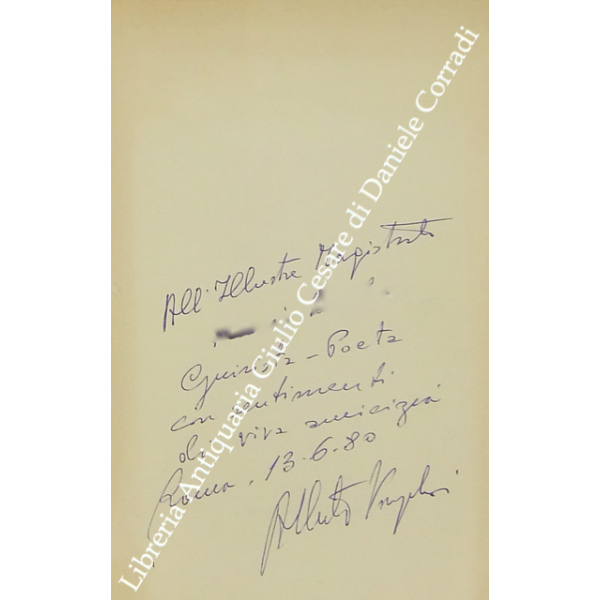 All'Illustre Magistrato
Giurista - Poeta
con sentimenti
di viva amicizia
Roma . 13-6-80
Alberto
Libreria Antiquaria Giulio Cesare di Daniele Corradi